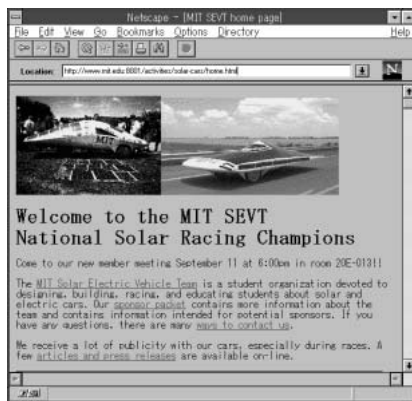 Netscape - [MIT SEVT home page]
File Edit View Go Bookmarks Options Directory Help
Location: http://www.mit.edu:8001/activities/solar-cars/home.html
N
MIT
Welcome to the MIT SEVT
National Solar Racing Champions
Come to our new member meeting September 11 at 6:00pm in room 20E-013!!
The MIT Solar Electric Vehicle Team is a student organization devoted to
designing, building, racing, and educating students about solar and
electric cars. Our sponsor packet contains more information about the
team and contains information intended for potential sponsors. If you
have any questions, there are many ways to contact us.
We receive a lot of publicity with our cars, especially during races. A
few articles and press releases are available on-line.